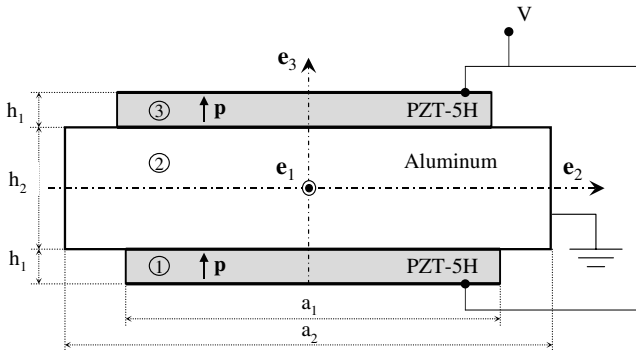 V
e₃
h₁
③ p PZT-5H
② Aluminum
h₂
e₁ e₂
h₁
① p PZT-5H
a₁
a₂